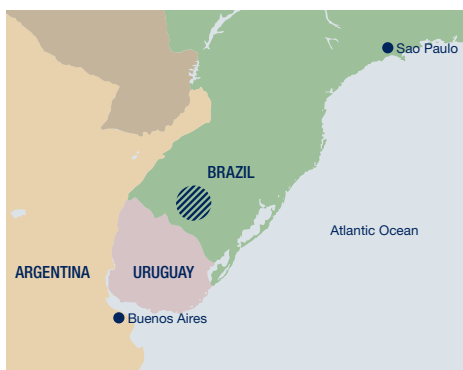 Sao Paulo
BRAZIL
Atlantic Ocean
ARGENTINA
URUGUAY
Buenos Aires